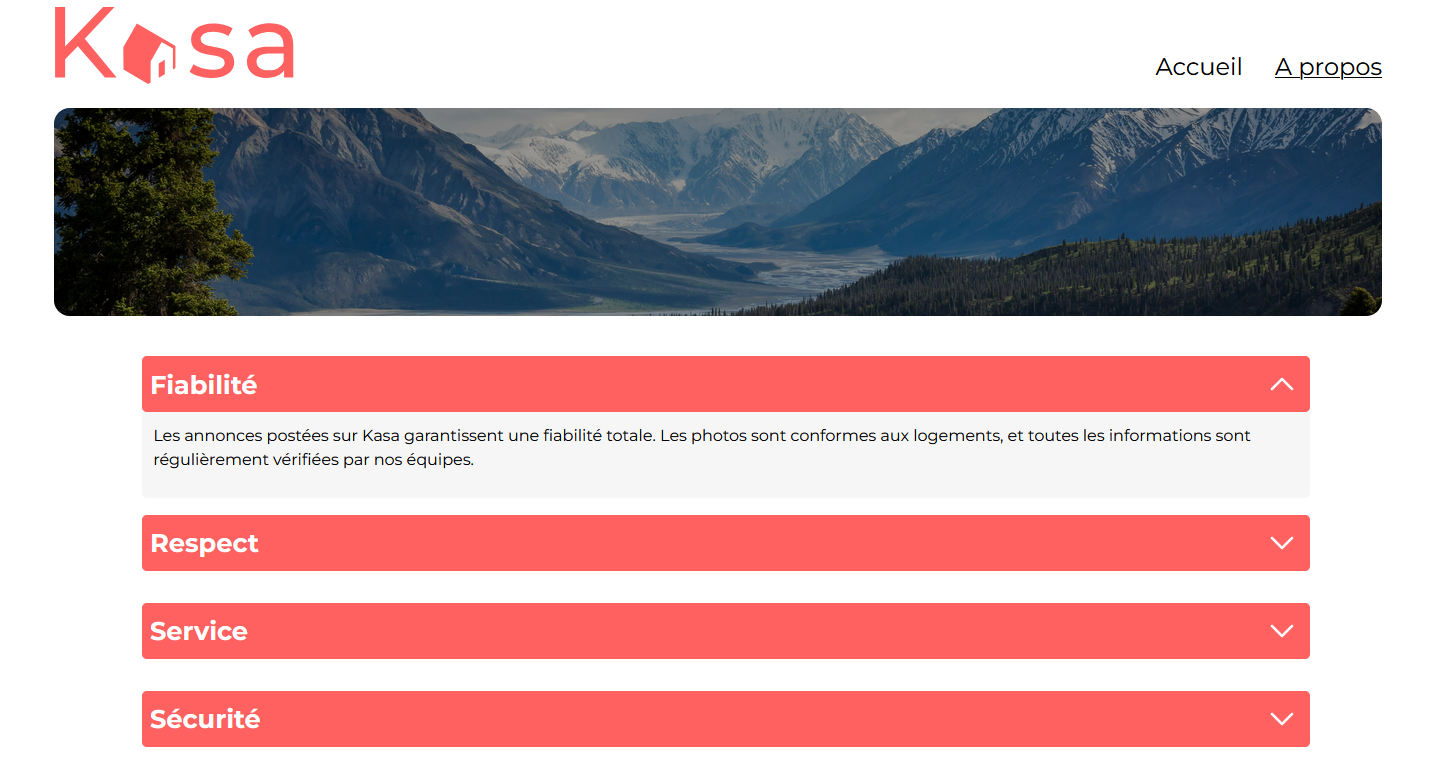 Kasa
Accueil A propos
Fiabilité
Les annonces postées sur Kasa garantissent une fiabilité totale. Les photos sont conformes aux logements, et toutes les informations sont
régulièrement vérifiées par nos équipes.
Respect
Service
Sécurité